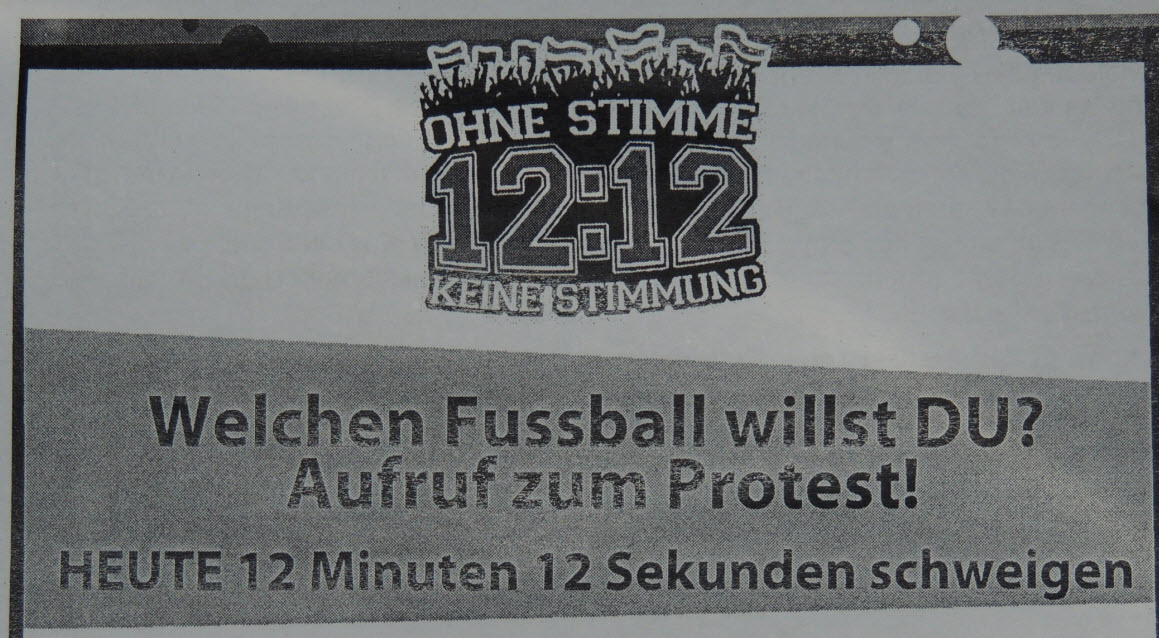 OHNE STIMME
12:12
KEINE STIMMUNG
Welchen Fussball willst DU?
Aufruf zum Protest!
HEUTE 12 Minuten 12 Sekunden schweigen